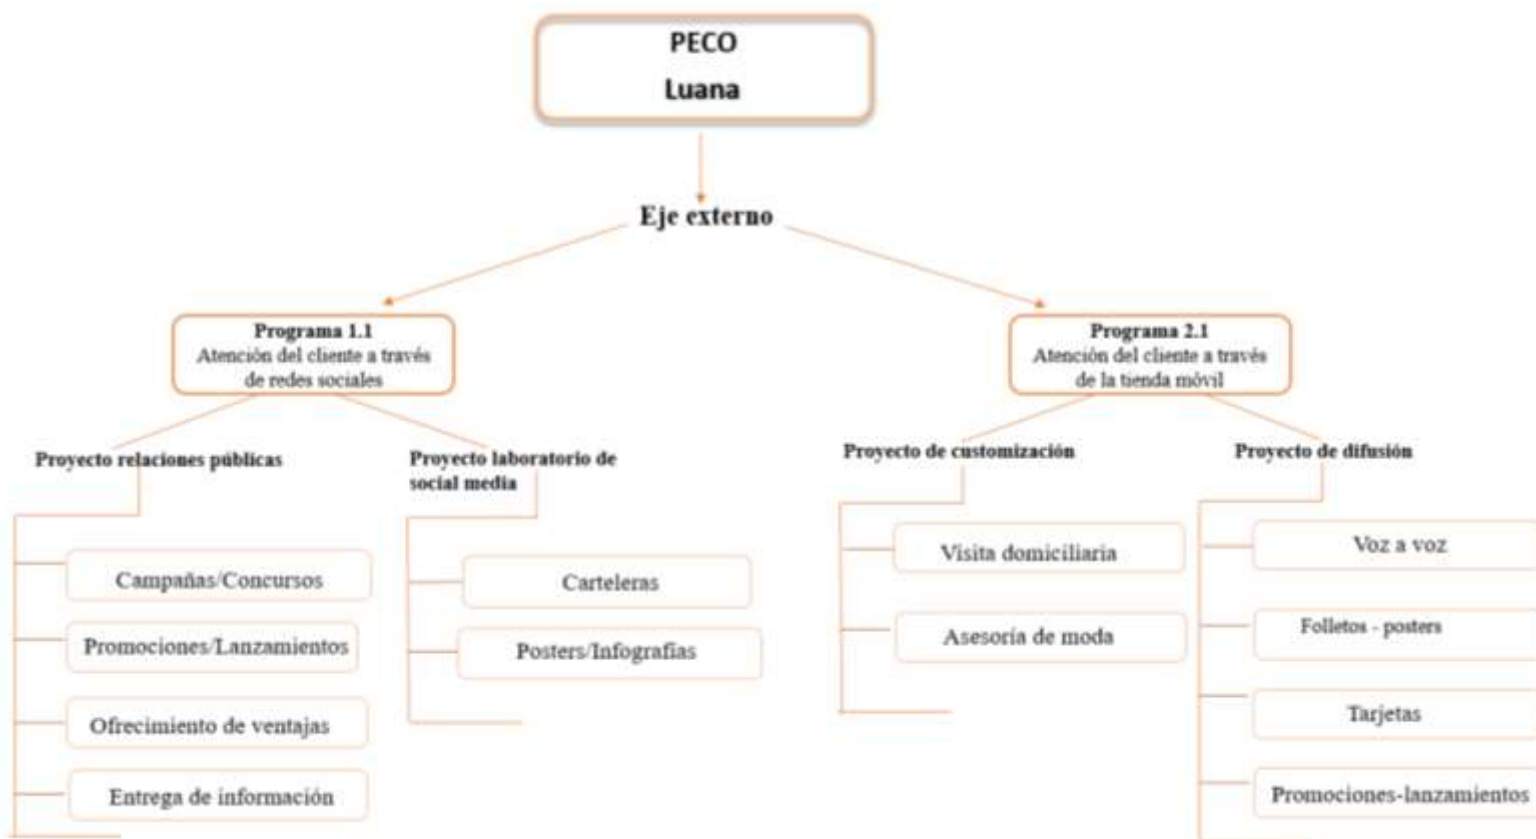 PECO
Luana
Eje externo
Programa 1.1
Atención del cliente a través
de redes sociales
Programa 2.1
Atención del cliente a través
de la tienda móvil
Proyecto relaciones públicas
Campañas/Concursos
Promociones/Lanzamientos
Ofrecimiento de ventajas
Entrega de información
Proyecto laboratorio de
social media
Carteleras
Posters/Infografías
Proyecto de customización
Visita domiciliaria
Asesoría de moda
Proyecto de difusión
Voz a voz
Folletos - posters
Tarjetas
Promociones-lanzamientos